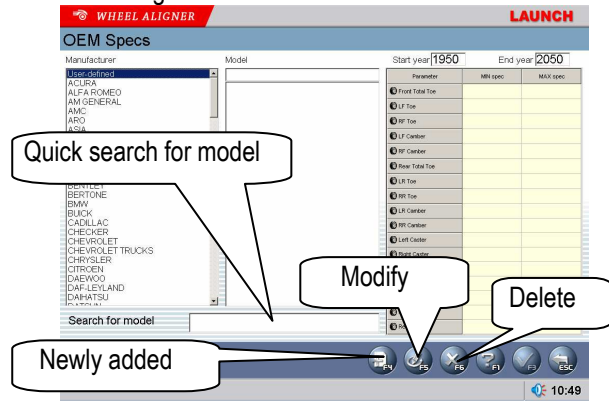 WHEEL ALIGNER
LAUNCH
OEM Specs
Manufacturer
Model
Start year 1950
End year 2050
Parameter
MIN spec
MAX spec
User-defined
ACURA
ALFA ROMEO
AM GENERAL
AMC
ARO
ASIA
Front Total Toe
LF Toe
RF Toe
LF Camber
RF Camber
Rear Total Toe
LR Toe
RR Toe
LR Camber
RR Camber
Left Caster
Right Caster
Quick search for model
BENTLEY
BERTONE
BMW
BUICK
CADILLAC
CHECKER
CHEVROLET
CHEVROLET TRUCKS
CHRYSLER
CITROEN
DAEWOO
DAF-LEYLAND
DAIHATSU
DATSUN
Modify
Delete
Search for model
Newly added
F4
F5
F6
F1
F3
ESC
10:49